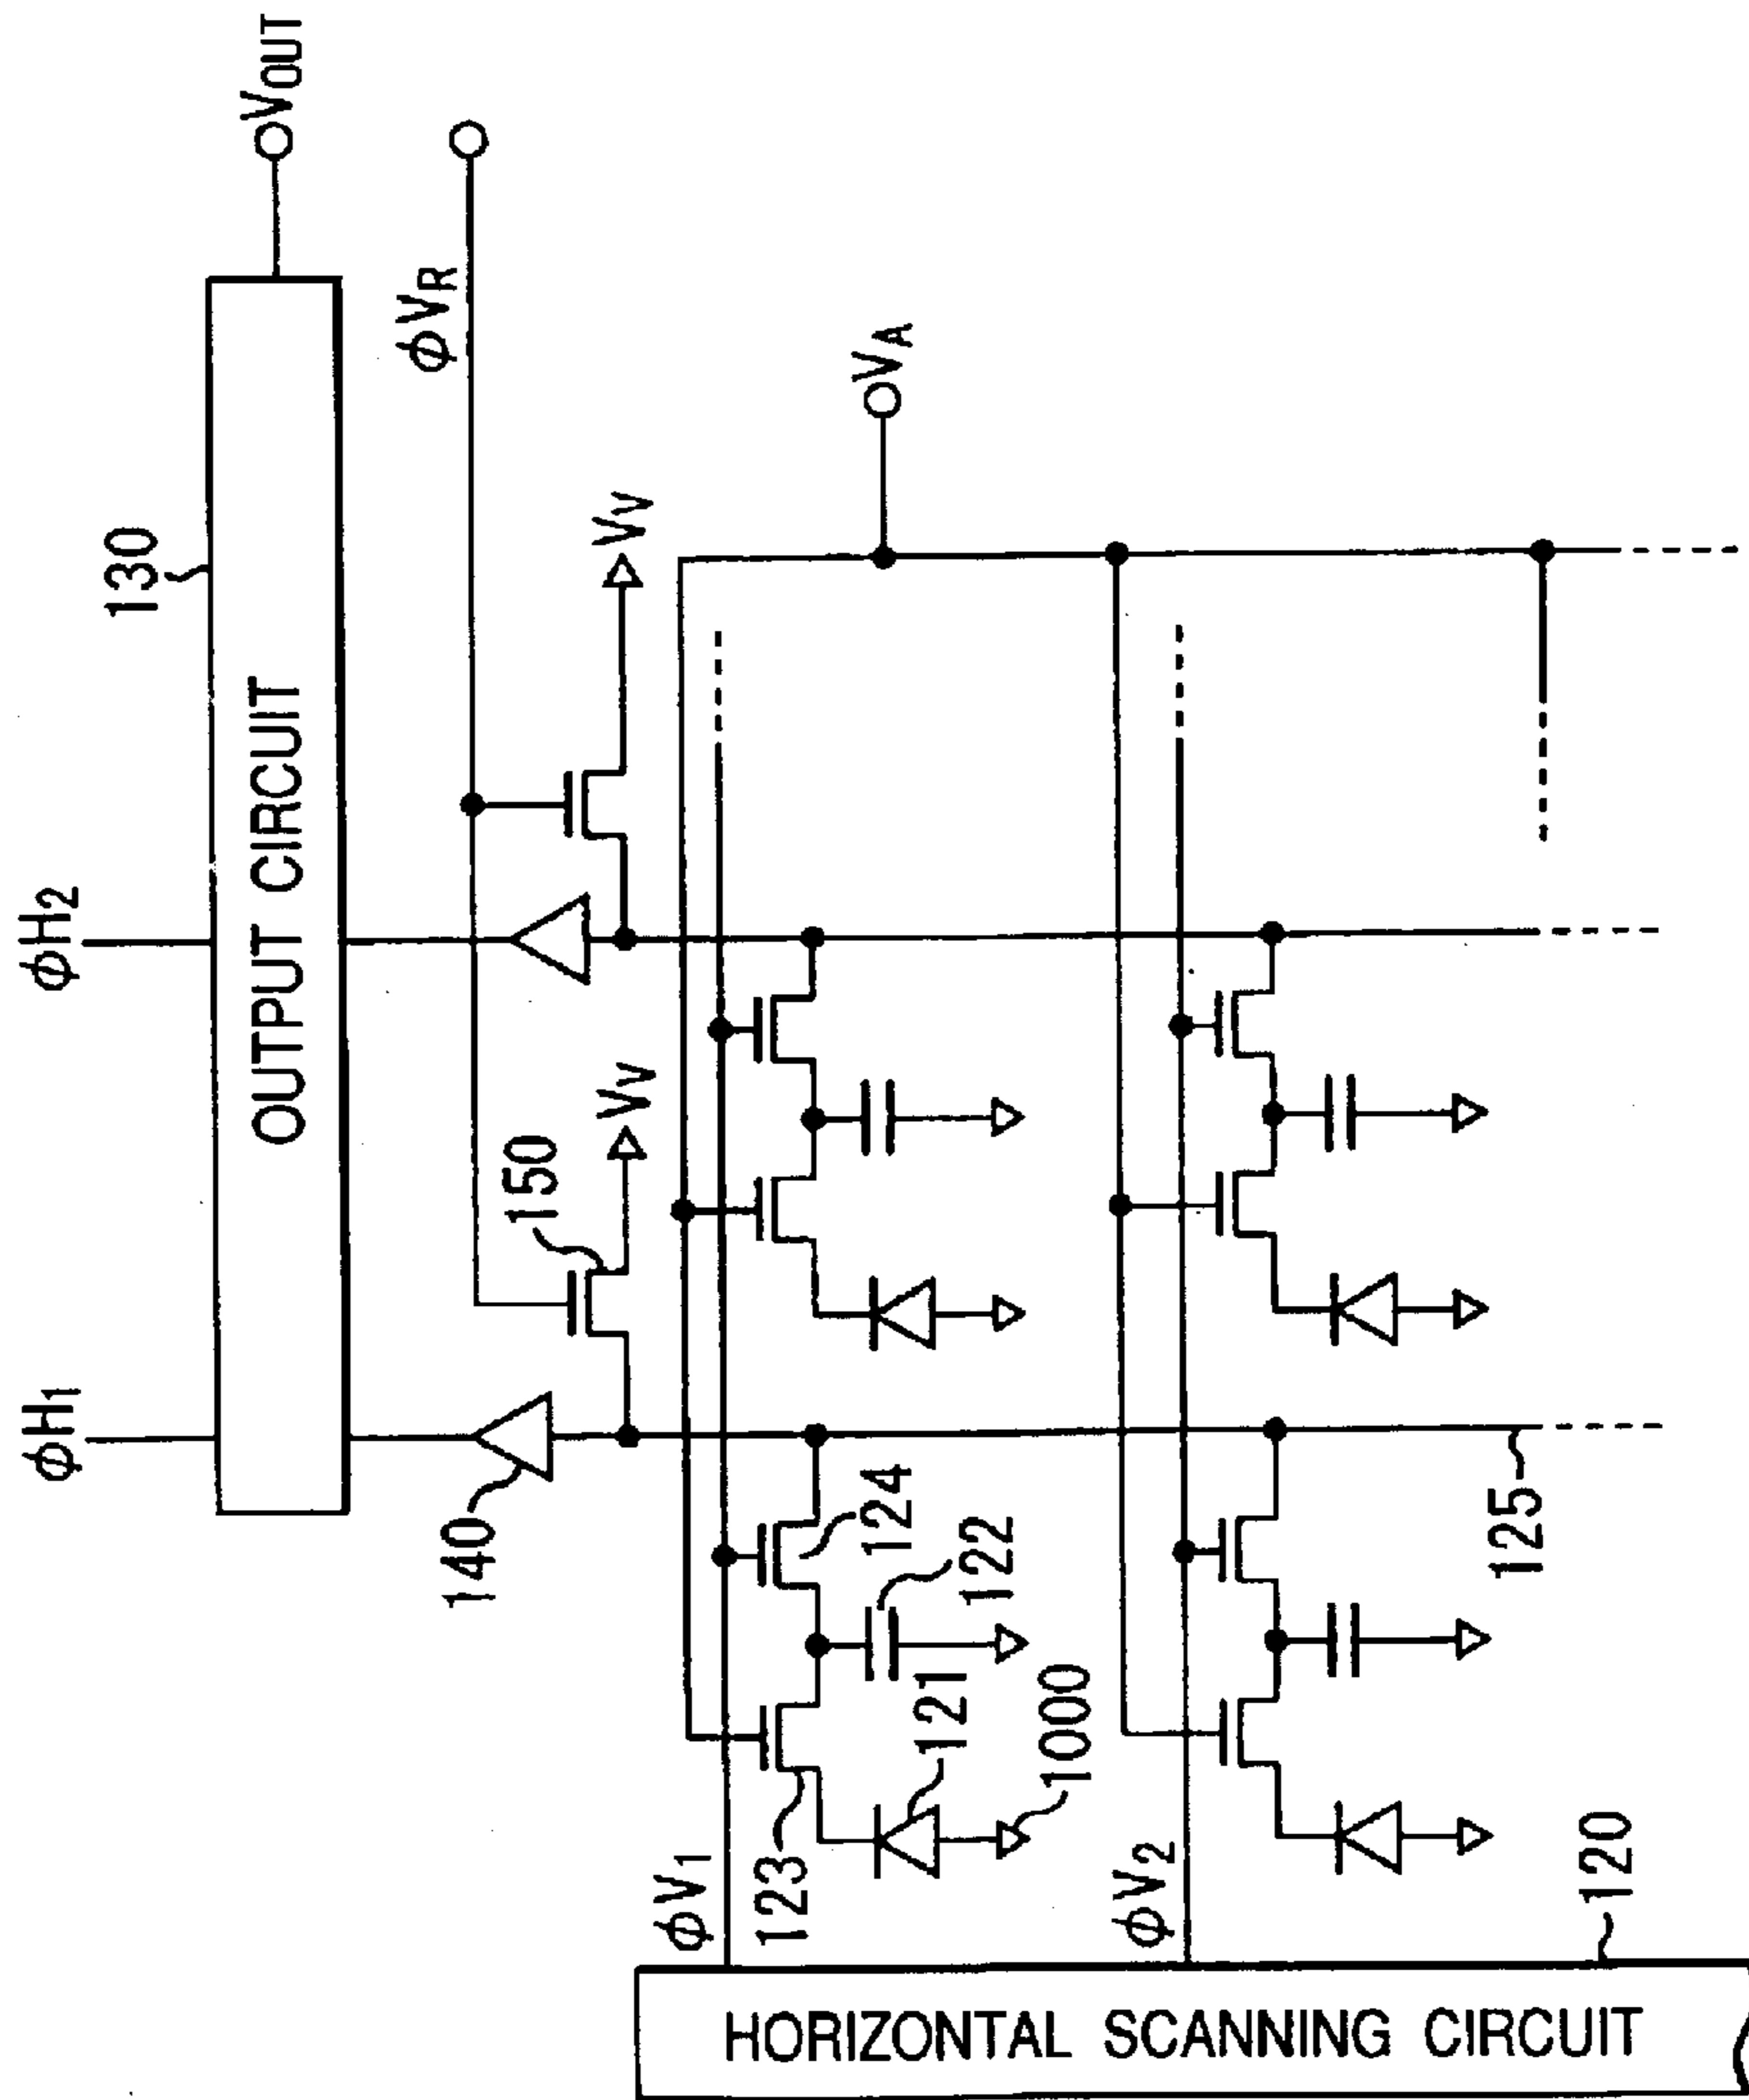 φH1
φH2
130
OUTPUT CIRCUIT
VOUT
φVR
140
150
VV
VV
φV1
123
124
VA
121
122
1000
φV2
125
120
HORIZONTAL SCANNING CIRCUIT